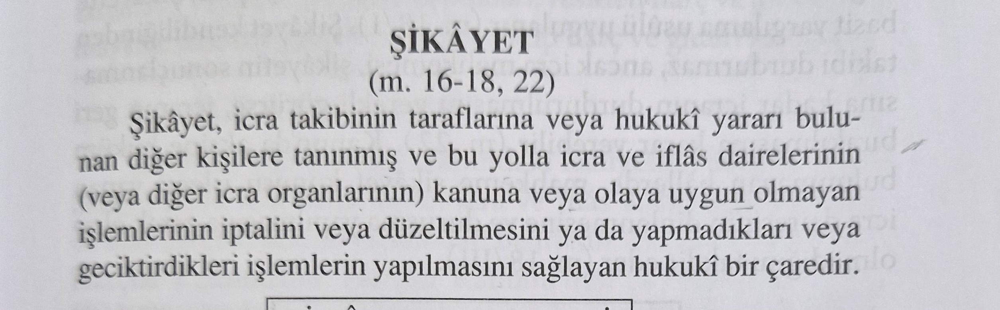 ŞİKÂYET
(m. 16-18, 22)
Şikâyet, icra takibinin taraflarına veya hukukî yararı bulu-
nan diğer kişilere tanınmış ve bu yolla icra ve iflâs dairelerinin
(veya diğer icra organlarının) kanuna veya olaya uygun olmayan
işlemlerinin iptalini veya düzeltilmesini ya da yapmadıkları veya
geciktirdikleri işlemlerin yapılmasını sağlayan hukukî bir çaredir.